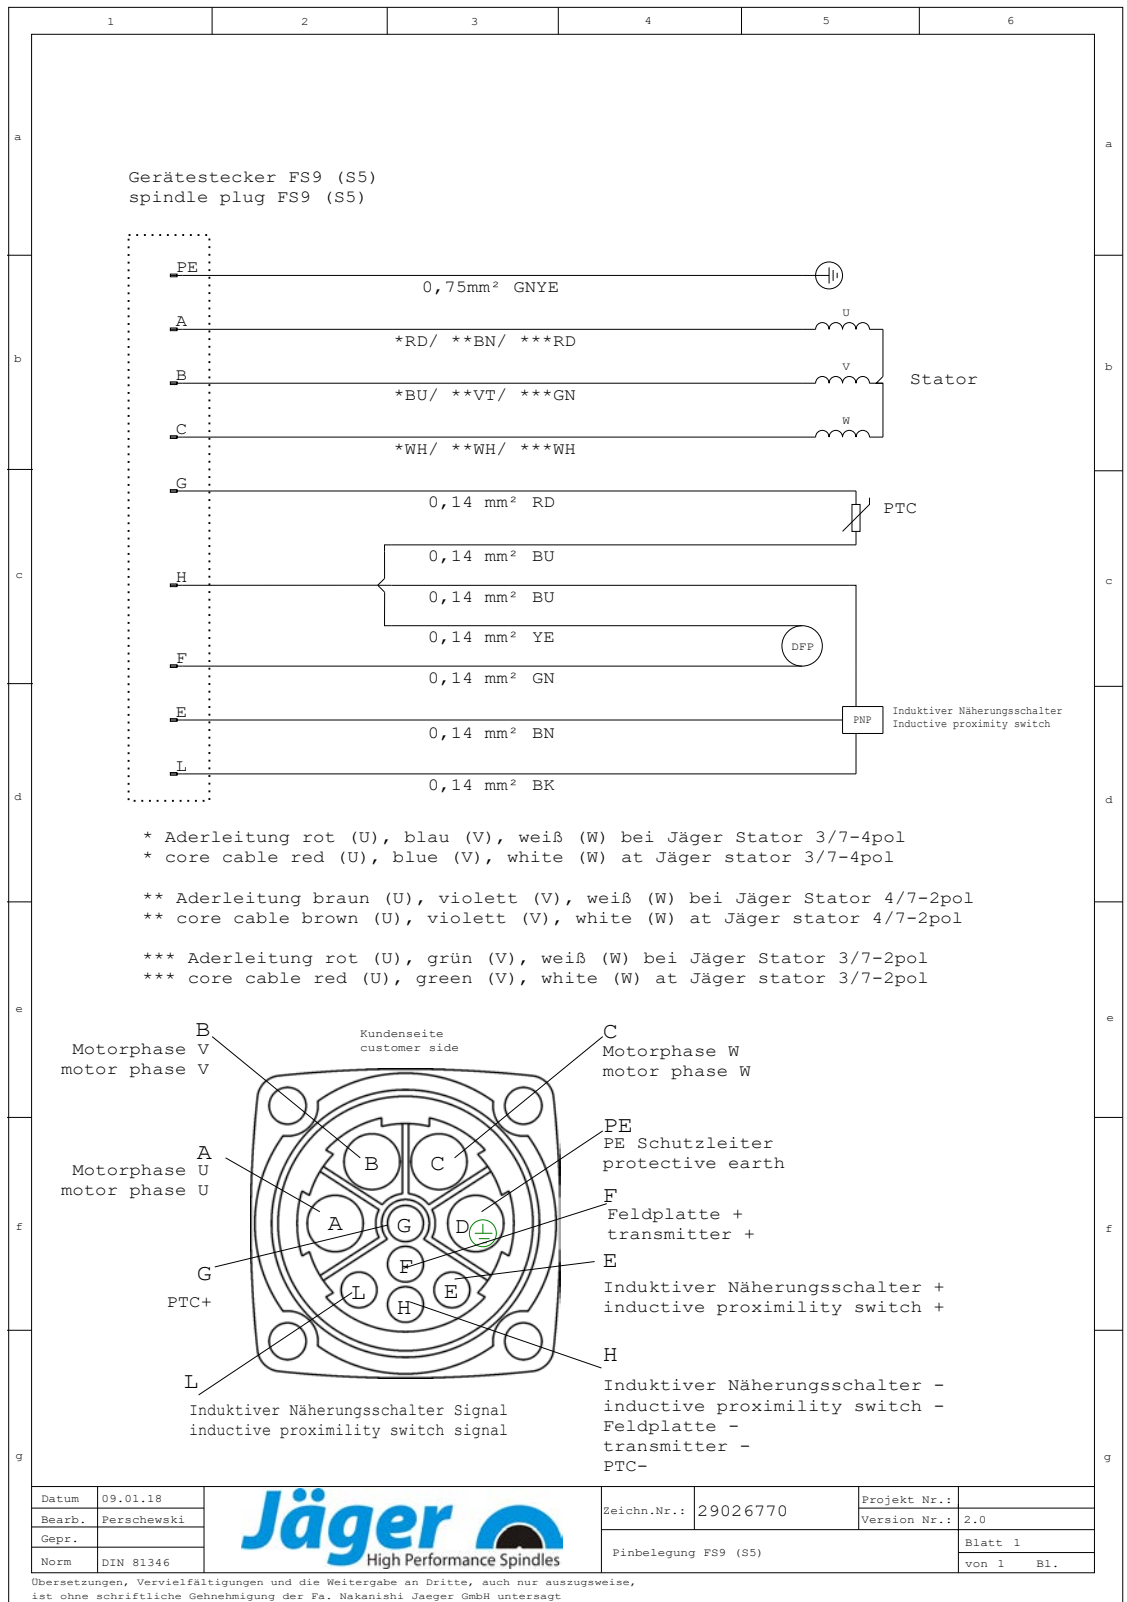 1 2 3 4 5 6
a a
Gerätestecker FS9 (S5)
spindle plug FS9 (S5)
PE
0,75mm² GNYE
b b
A
U
*RD/ **BN/ ***RD
B
V
Stator
*BU/ **VT/ ***GN
C
W
*WH/ **WH/ ***WH
G
0,14 mm² RD
PTC
0,14 mm² BU
c c
H
0,14 mm² BU
0,14 mm² YE
DFP
F
0,14 mm² GN
E
0,14 mm² BN
PNP
Induktiver Näherungsschalter
Inductive proximity switch
L
0,14 mm² BK
d d
* Aderleitung rot (U), blau (V), weiß (W) bei Jäger Stator 3/7-4pol
* core cable red (U), blue (V), white (W) at Jäger stator 3/7-4pol
** Aderleitung braun (U), violett (V), weiß (W) bei Jäger Stator 4/7-2pol
** core cable brown (U), violett (V), white (W) at Jäger stator 4/7-2pol
*** Aderleitung rot (U), grün (V), weiß (W) bei Jäger Stator 3/7-2pol
*** core cable red (U), green (V), white (W) at Jäger stator 3/7-2pol
e e
B
Motorphase V
motor phase V
Kundenseite
customer side
C
Motorphase W
motor phase W
A
Motorphase U
motor phase U
PE
PE Schutzleiter
protective earth
B C
A G D
F
L E
H
f f
F
Feldplatte +
transmitter +
G
PTC+
E
Induktiver Näherungsschalter +
inductive proximility switch +
L
Induktiver Näherungsschalter Signal
inductive proximility switch signal
H
Induktiver Näherungsschalter -
inductive proximility switch -
Feldplatte -
transmitter -
PTC-
g g
Datum 09.01.18
Bearb. Perschewski
Gepr.
Norm DIN 81346
Jäger
High Performance Spindles
Zeichn.Nr.: 29026770
Pinbelegung FS9 (S5)
Projekt Nr.:
Version Nr.: 2.0
Blatt 1
von 1 Bl.
Übersetzungen, Vervielfältigungen und die Weitergabe an Dritte, auch nur auszugsweise,
ist ohne schriftliche Gehnehmigung der Fa. Nakanishi Jaeger GmbH untersagt